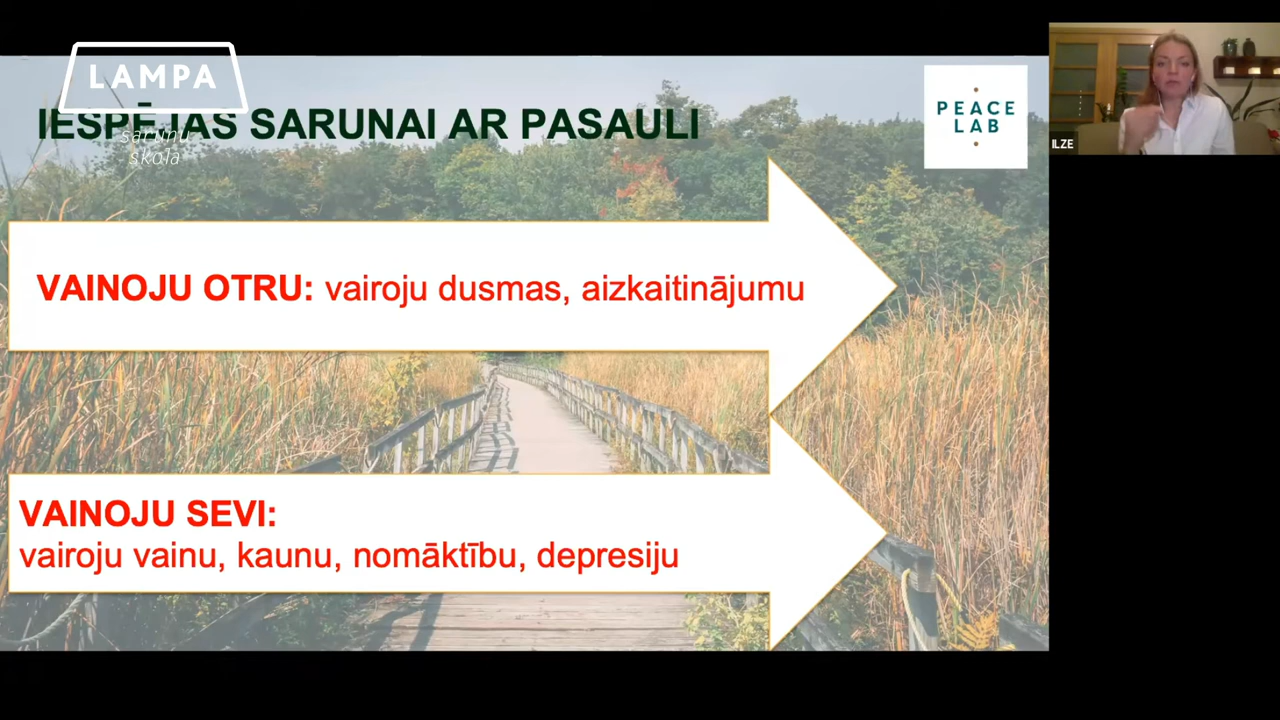 LAMPA
sarunu
skola
IESPĒJAS SARUNAI AR PASAULI
PEACE
LAB
ILZE
VAINOJU OTRU: vairoju dusmas, aizkaitinājumu
VAINOJU SEVI:
vairoju vainu, kaunu, nomāktību, depresiju